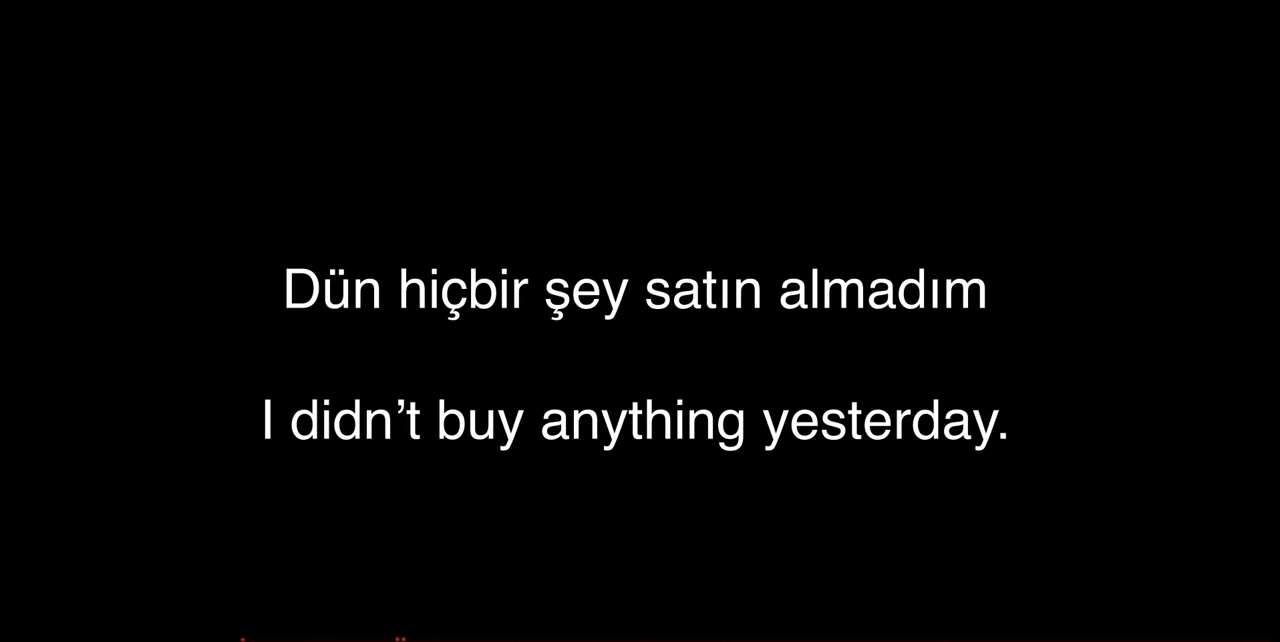 Dün hiçbir şey satın almadım
I didn’t buy anything yesterday.